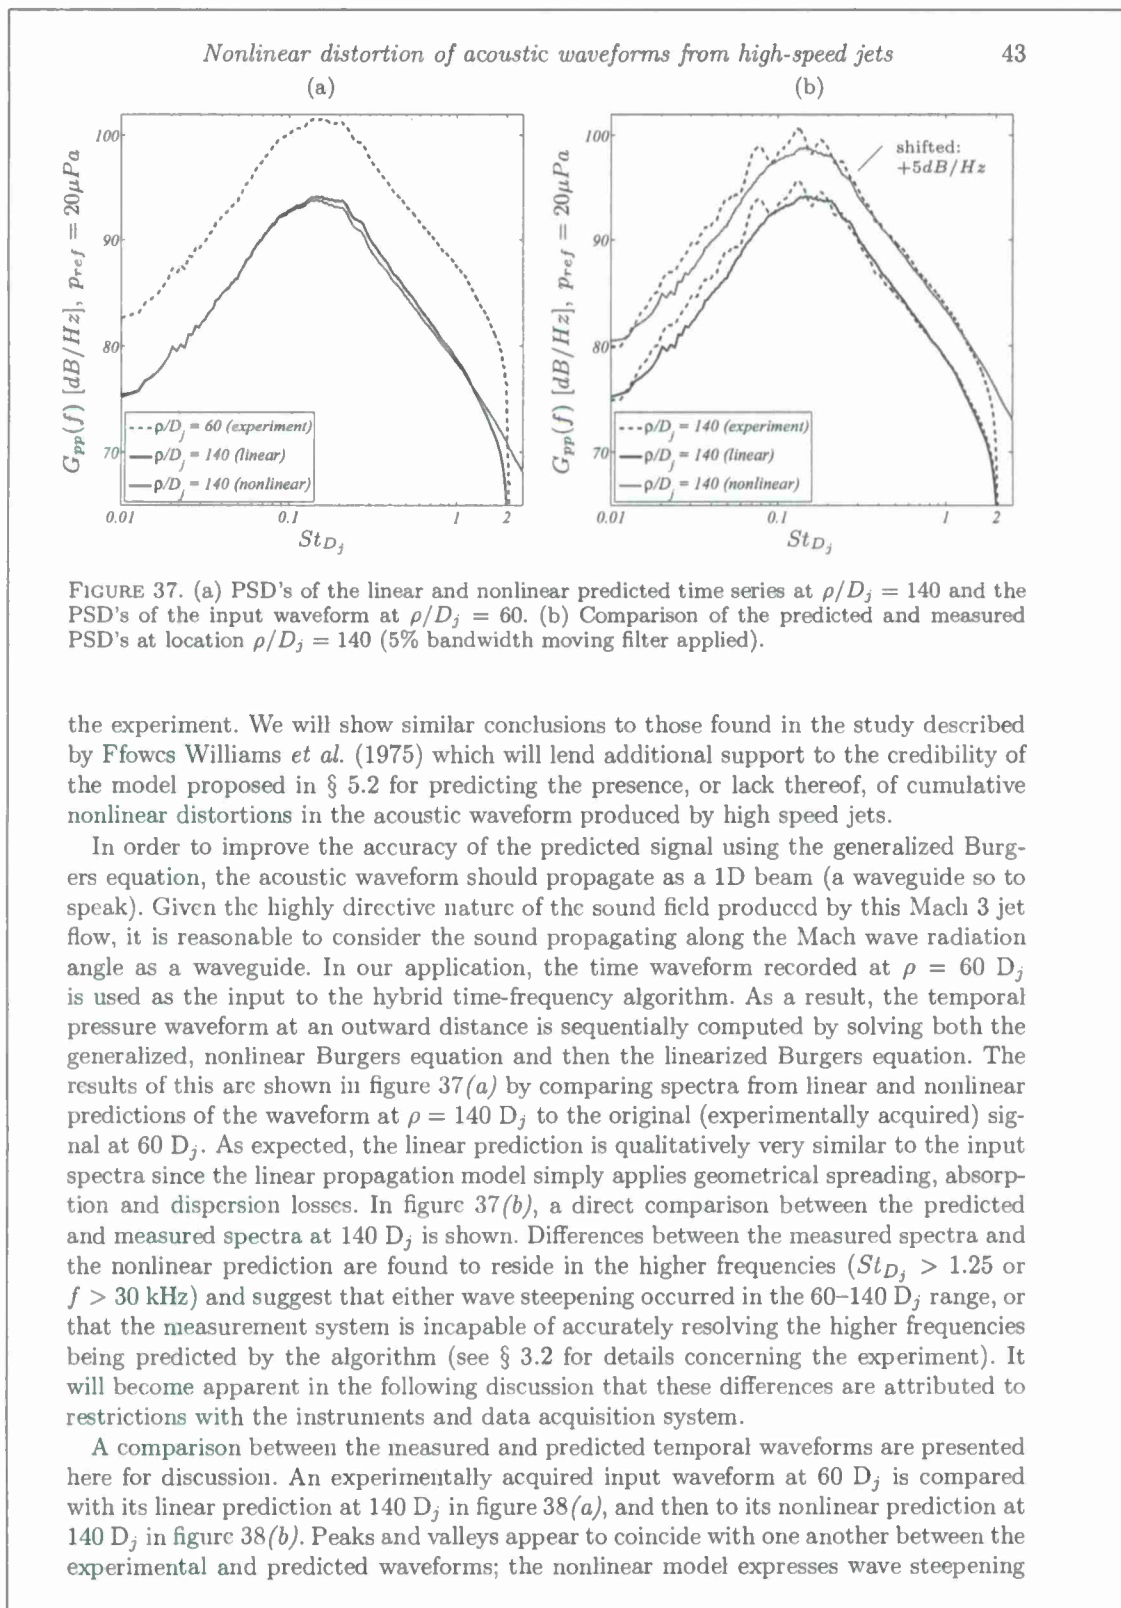 Nonlinear distortion of acoustic waveforms from high-speed jets 43
(a)
100
90
80
70
G_pp(f) [dB/Hz], p_ref = 20μPa
0.01 0.1 1 2
St_{D_j}
ρ/D_j = 60 (experiment)
ρ/D_j = 140 (linear)
ρ/D_j = 140 (nonlinear)
(b)
100
90
80
70
G_pp(f) [dB/Hz], p_ref = 20μPa
0.01 0.1 1 2
St_{D_j}
shifted:
+5dB/Hz
ρ/D_j = 140 (experiment)
ρ/D_j = 140 (linear)
ρ/D_j = 140 (nonlinear)
FIGURE 37. (a) PSD's of the linear and nonlinear predicted time series at ρ/D_j = 140 and the
PSD's of the input waveform at ρ/D_j = 60. (b) Comparison of the predicted and measured
PSD's at location ρ/D_j = 140 (5% bandwidth moving filter applied).
the experiment. We will show similar conclusions to those found in the study described
by Ffowcs Williams et al. (1975) which will lend additional support to the credibility of
the model proposed in § 5.2 for predicting the presence, or lack thereof, of cumulative
nonlinear distortions in the acoustic waveform produced by high speed jets.
In order to improve the accuracy of the predicted signal using the generalized Burg-
ers equation, the acoustic waveform should propagate as a 1D beam (a waveguide so to
speak). Given the highly directive nature of the sound field produced by this Mach 3 jet
flow, it is reasonable to consider the sound propagating along the Mach wave radiation
angle as a waveguide. In our application, the time waveform recorded at ρ = 60 D_j
is used as the input to the hybrid time-frequency algorithm. As a result, the temporal
pressure waveform at an outward distance is sequentially computed by solving both the
generalized, nonlinear Burgers equation and then the linearized Burgers equation. The
results of this are shown in figure 37(a) by comparing spectra from linear and nonlinear
predictions of the waveform at ρ = 140 D_j to the original (experimentally acquired) sig-
nal at 60 D_j. As expected, the linear prediction is qualitatively very similar to the input
spectra since the linear propagation model simply applies geometrical spreading, absorp-
tion and dispersion losses. In figure 37(b), a direct comparison between the predicted
and measured spectra at 140 D_j is shown. Differences between the measured spectra and
the nonlinear prediction are found to reside in the higher frequencies (St_{D_j} > 1.25 or
f > 30 kHz) and suggest that either wave steepening occurred in the 60–140 D_j range, or
that the measurement system is incapable of accurately resolving the higher frequencies
being predicted by the algorithm (see § 3.2 for details concerning the experiment). It
will become apparent in the following discussion that these differences are attributed to
restrictions with the instruments and data acquisition system.
A comparison between the measured and predicted temporal waveforms are presented
here for discussion. An experimentally acquired input waveform at 60 D_j is compared
with its linear prediction at 140 D_j in figure 38(a), and then to its nonlinear prediction at
140 D_j in figure 38(b). Peaks and valleys appear to coincide with one another between the
experimental and predicted waveforms; the nonlinear model expresses wave steepening